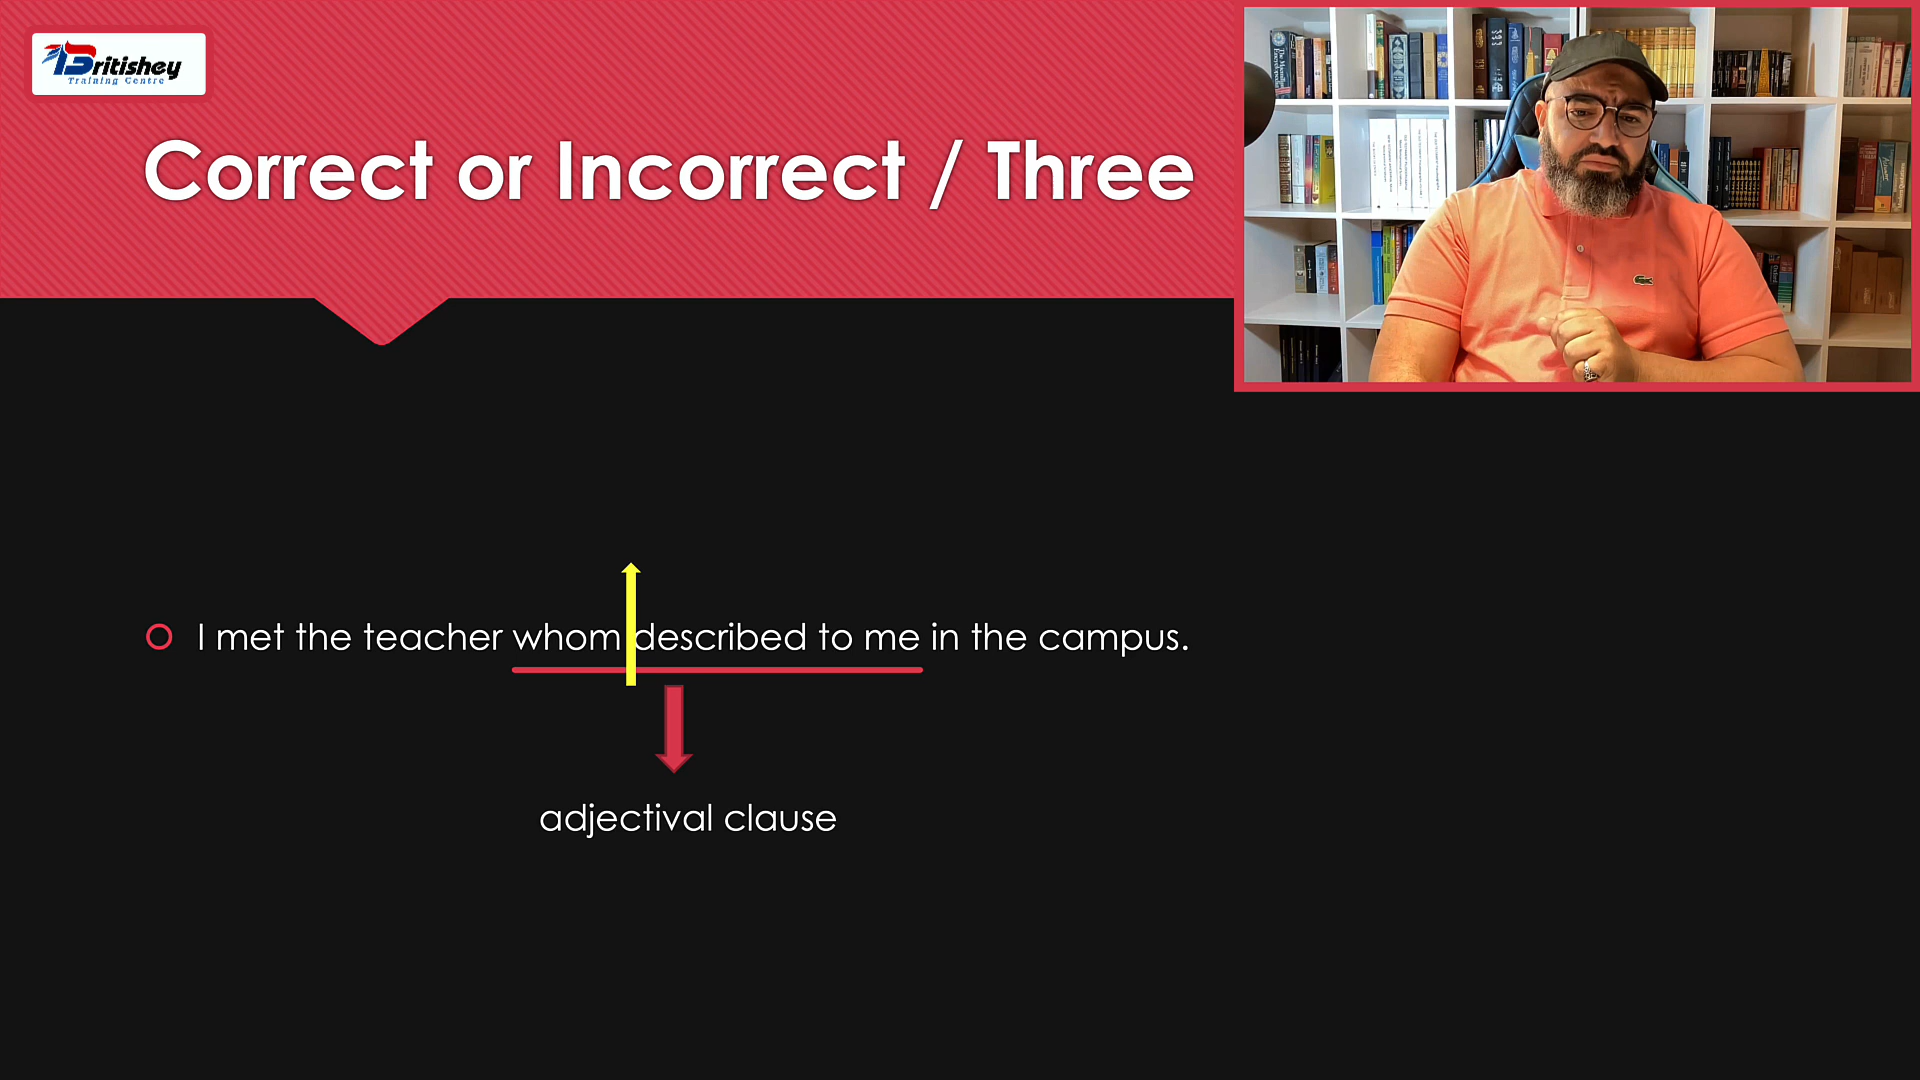 Britishey
Training Centre
Correct or Incorrect / Three
I met the teacher whom described to me in the campus.
adjectival clause